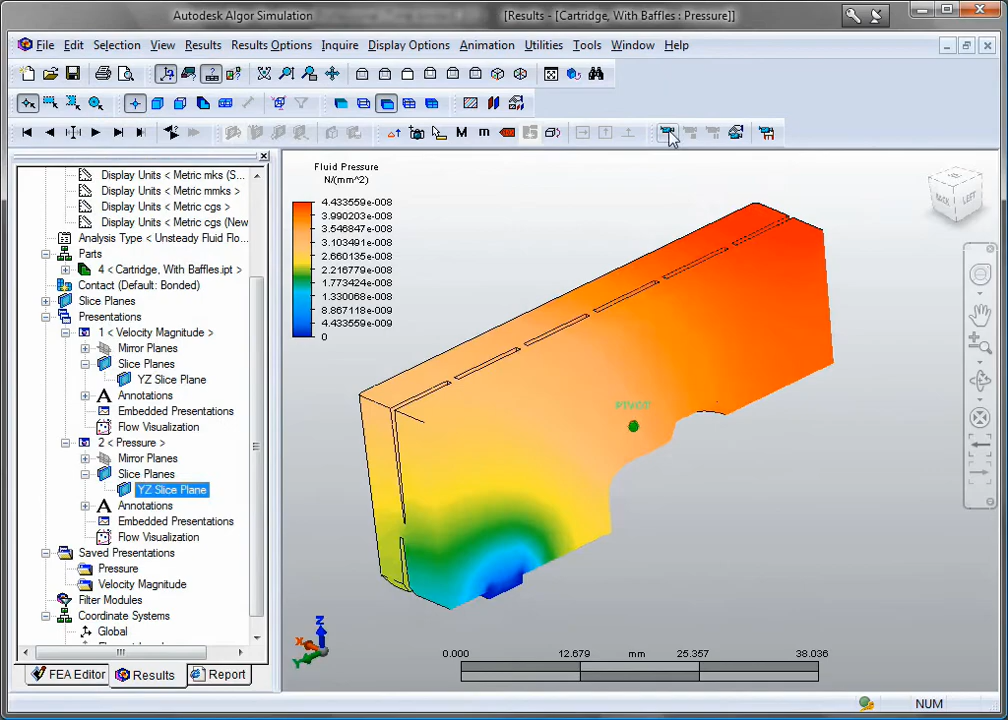 Autodesk Algor Simulation
[Results - [Cartridge, With Baffles : Pressure]]
File Edit Selection View Results Results Options Inquire Display Options Animation Utilities Tools Window Help
M m
Display Units < Metric mks (S...
Display Units < Metric mmks >
Display Units < Metric cgs >
Display Units < Metric cgs (New
Analysis Type < Unsteady Fluid Flo...
Parts
4 < Cartridge, With Baffles.ipt >
Contact (Default: Bonded)
Slice Planes
Presentations
1 < Velocity Magnitude >
Mirror Planes
Slice Planes
YZ Slice Plane
Annotations
Embedded Presentations
Flow Visualization
2 < Pressure >
Mirror Planes
Slice Planes
YZ Slice Plane
Annotations
Embedded Presentations
Flow Visualization
Saved Presentations
Pressure
Velocity Magnitude
Filter Modules
Coordinate Systems
Global
FEA Editor Results Report
Fluid Pressure
N/(mm^2)
4.433559e-008
3.990203e-008
3.546847e-008
3.103491e-008
2.660135e-008
2.216779e-008
1.773424e-008
1.330068e-008
8.867118e-009
4.433559e-009
0
PIVOT
BACK LEFT
Z
X
Y
0.000 12.679 mm 25.357 38.036
NUM